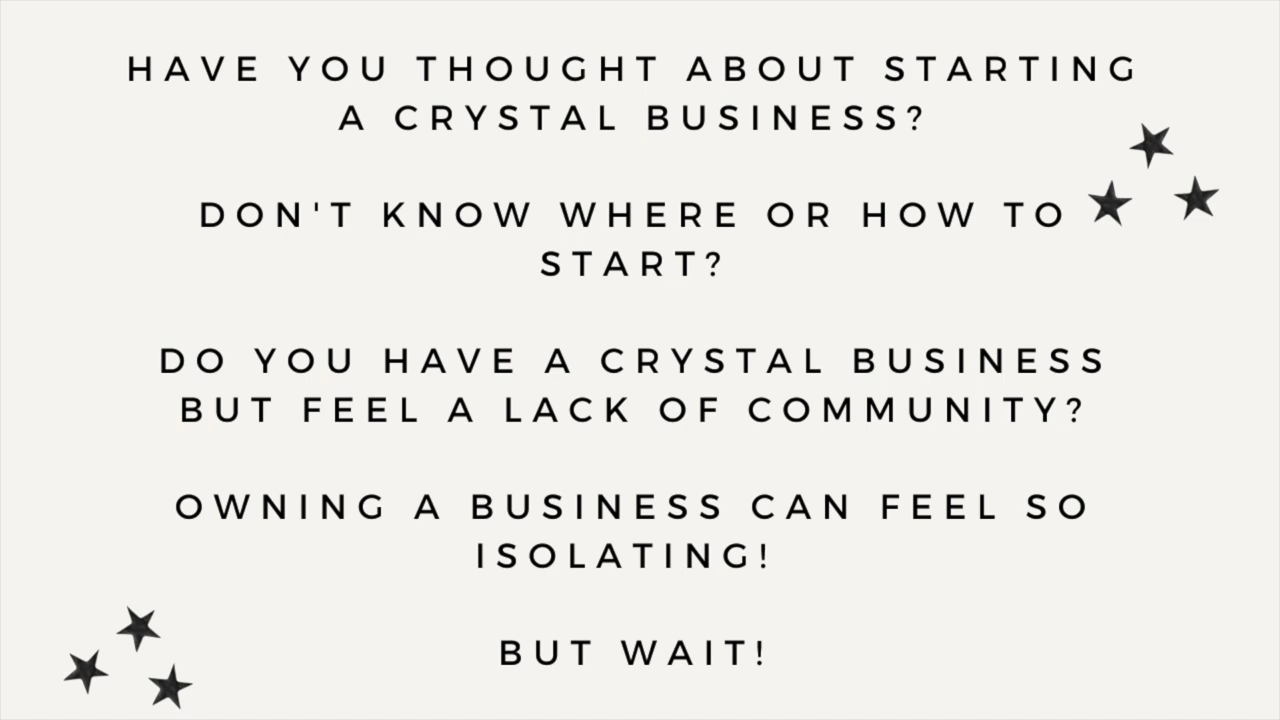 HAVE YOU THOUGHT ABOUT STARTING
A CRYSTAL BUSINESS?
DON'T KNOW WHERE OR HOW TO
START?
DO YOU HAVE A CRYSTAL BUSINESS
BUT FEEL A LACK OF COMMUNITY?
OWNING A BUSINESS CAN FEEL SO
ISOLATING!
BUT WAIT!